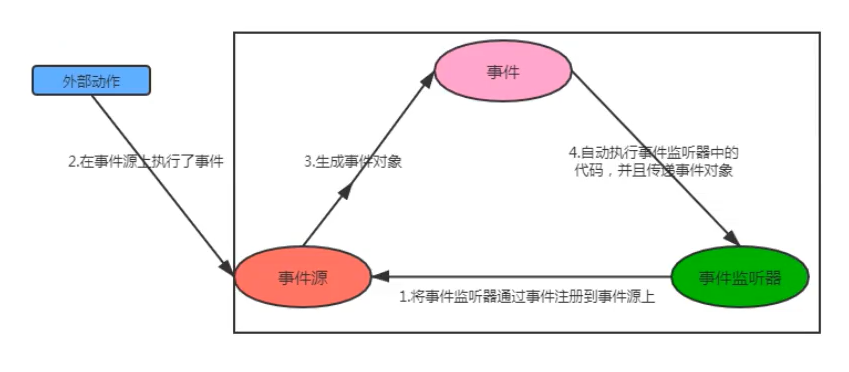 事件
外部动作
2.在事件源上执行了事件
3.生成事件对象
4.自动执行事件监听器中的
代码，并且传递事件对象
事件源
事件监听器
1.将事件监听器通过事件注册到事件源上